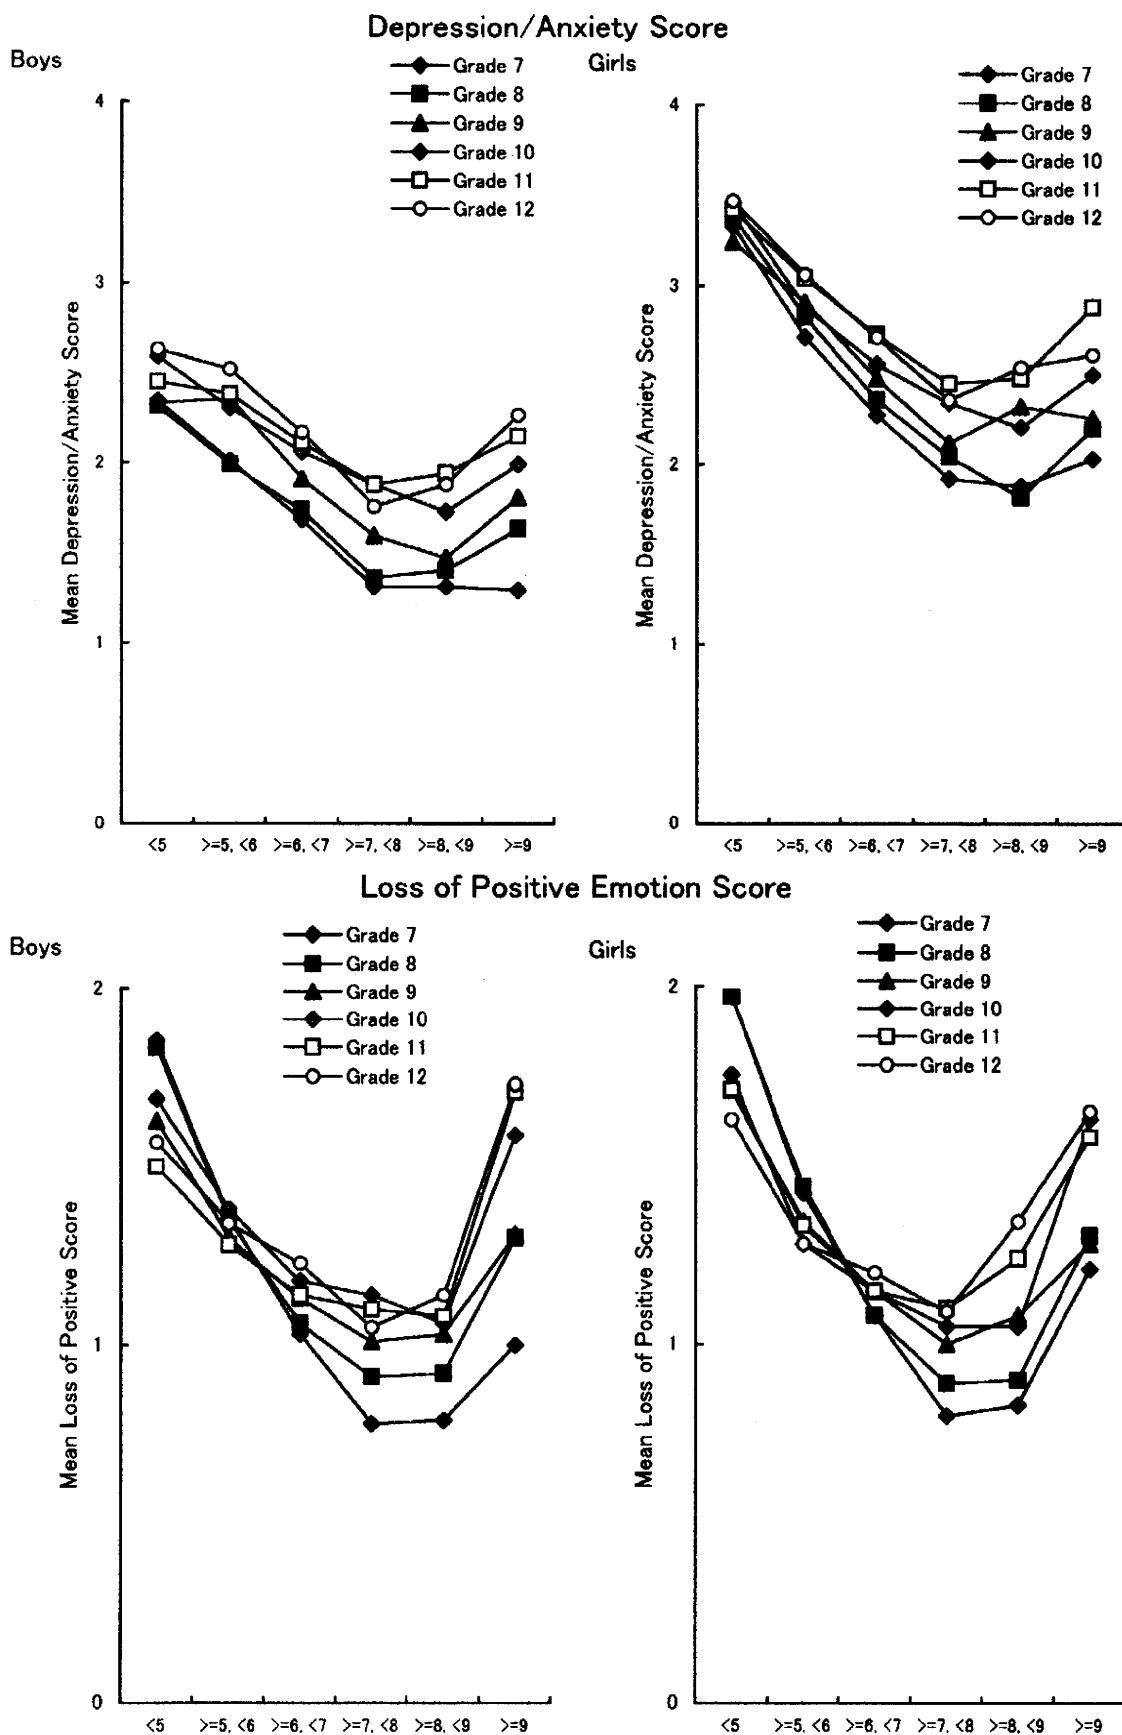 Depression/Anxiety Score
Boys
Grade 7
Grade 8
Grade 9
Grade 10
Grade 11
Grade 12
4
3
2
1
0
Mean Depression/Anxiety Score
<5 >=5, <6 >=6, <7 >=7, <8 >=8, <9 >=9
Girls
Grade 7
Grade 8
Grade 9
Grade 10
Grade 11
Grade 12
4
3
2
1
0
Mean Depression/Anxiety Score
<5 >=5, <6 >=6, <7 >=7, <8 >=8, <9 >=9
Loss of Positive Emotion Score
Boys
Grade 7
Grade 8
Grade 9
Grade 10
Grade 11
Grade 12
2
1
0
Mean Loss of Positive Score
<5 >=5, <6 >=6, <7 >=7, <8 >=8, <9 >=9
Girls
Grade 7
Grade 8
Grade 9
Grade 10
Grade 11
Grade 12
2
1
0
Mean Loss of Positive Score
<5 >=5, <6 >=6, <7 >=7, <8 >=8, <9 >=9